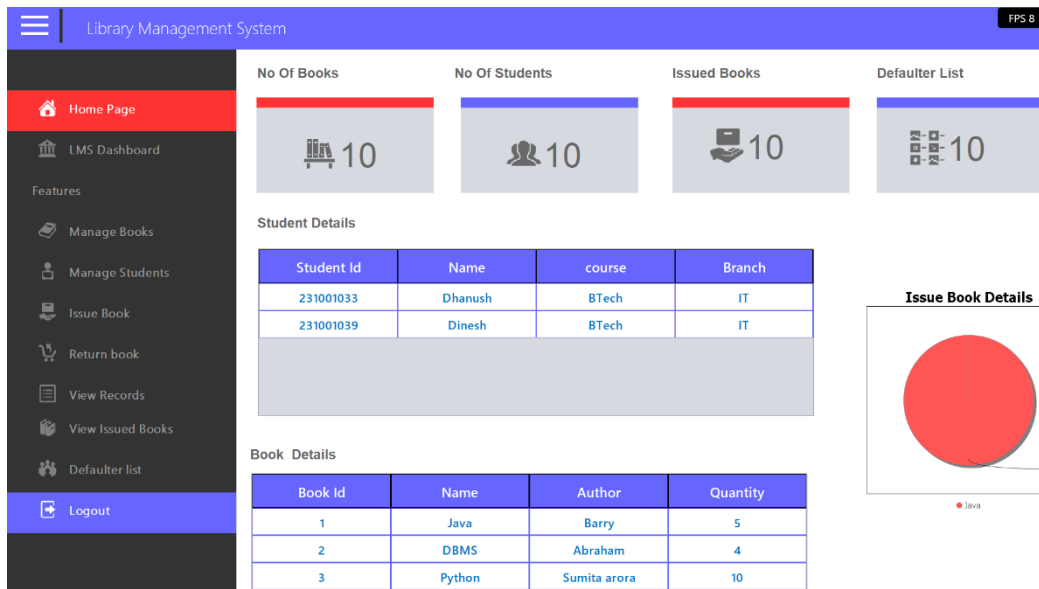 Library Management System
FPS 8
Home Page
LMS Dashboard
Features
Manage Books
Manage Students
Issue Book
Return book
View Records
View Issued Books
Defaulter list
Logout
No Of Books No Of Students Issued Books Defaulter List
10 10 10 10
Student Details
Student Id Name course Branch
231001033 Dhanush BTech IT
231001039 Dinesh BTech IT
Issue Book Details
Java
Book Details
Book Id Name Author Quantity
1 Java Barry 5
2 DBMS Abraham 4
3 Python Sumita arora 10